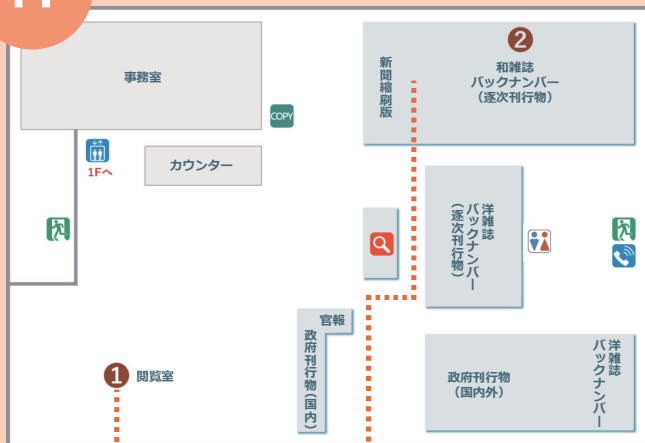 事務室
COPY
1Fへ
カウンター
新聞縮刷版
2
和雑誌
バックナンバー
（逐次刊行物）
洋雑誌
バックナンバー
（逐次刊行物）
官報
政府刊行物（国内）
1
閲覧室
政府刊行物
（国内外）
洋雑誌
バックナンバー